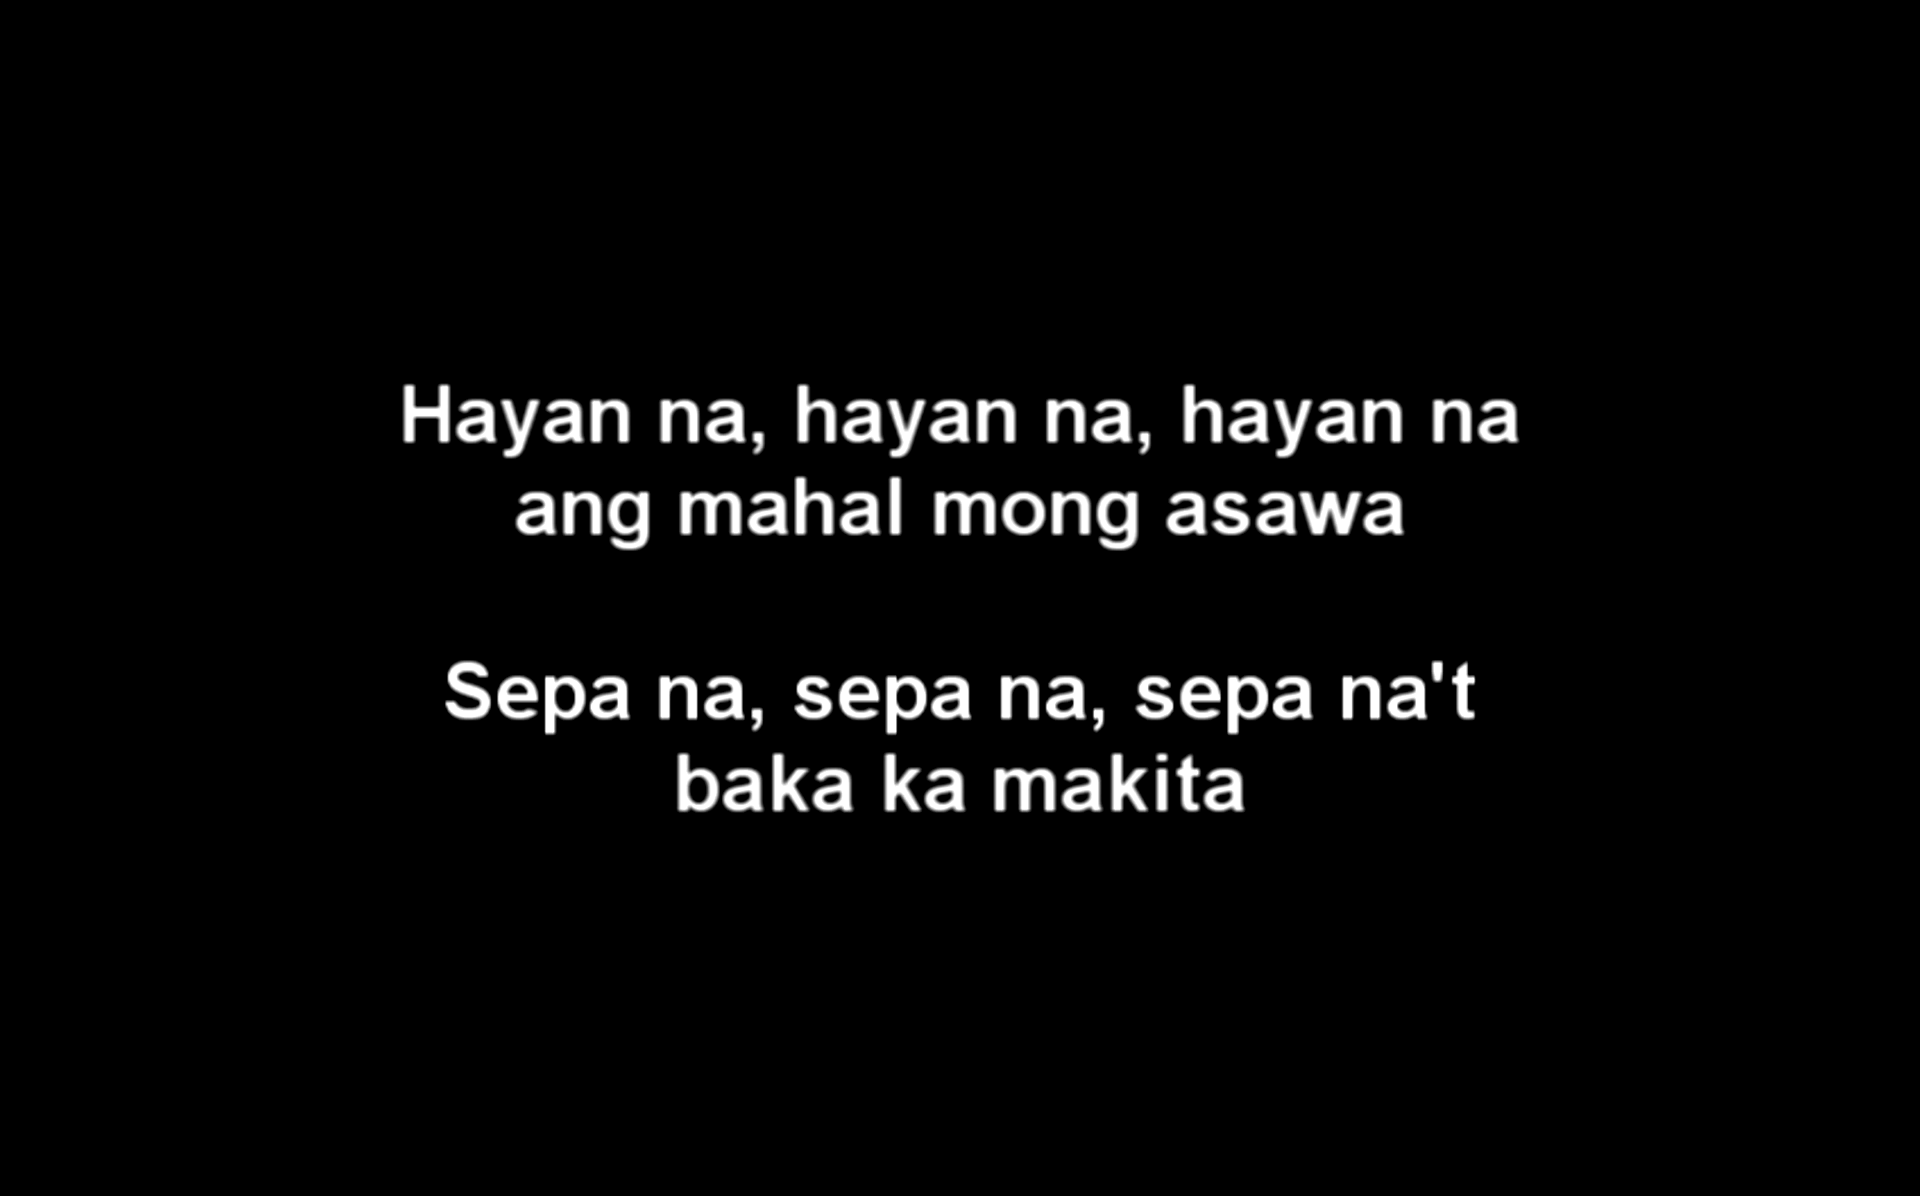 Hayan na, hayan na, hayan na
ang mahal mong asawa
Sepa na, sepa na, sepa na't
baka ka makita